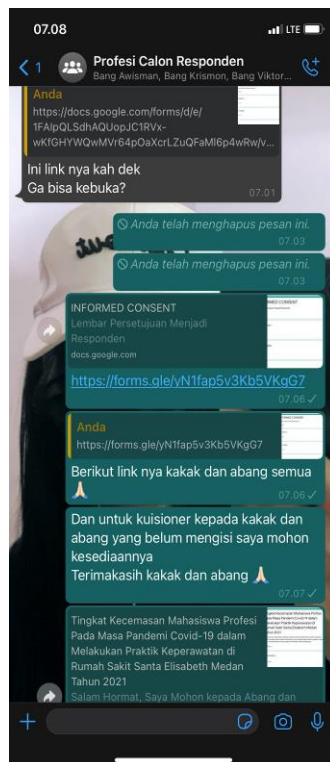 07.08
LTE
1
Profesi Calon Responden
Bang Awisman, Bang Krismon, Bang Viktor...
Anda
https://docs.google.com/forms/d/e/
1FAIpQLSdhAQUopJC1RVx-
wKfGHYWQwMVr64pOaXcrLZuQFaMl6p4wRw/v...
Ini link nya kah dek
Ga bisa kebuka?
07.01
Anda telah menghapus pesan ini.
07.03
Anda telah menghapus pesan ini.
07.03
INFORMED CONSENT
Lembar Persetujuan Menjadi
Responden
docs.google.com
https://forms.gle/yN1fap5v3Kb5VKgG7
07.06
Anda
https://forms.gle/yN1fap5v3Kb5VKgG7
Berikut link nya kakak dan abang semua
07.06
Dan untuk kuisioner kepada kakak dan
abang yang belum mengisi saya mohon
kesediaannya
Terimakasih kakak dan abang
07.07
Tingkat Kecemasan Mahasiswa Profesi
Pada Masa Pandemi Covid-19 dalam
Melakukan Praktik Keperawatan di
Rumah Sakit Santa Elisabeth Medan
Tahun 2021
Salam Hormat, Saya Mohon kepada Abang dan